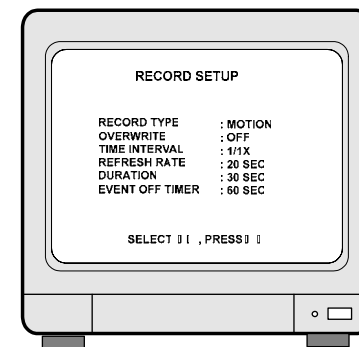 RECORD SETUP
RECORD TYPE : MOTION
OVERWRITE : OFF
TIME INTERVAL : 1/1X
REFRESH RATE : 20 SEC
DURATION : 30 SEC
EVENT OFF TIMER : 60 SEC
SELECT , PRESS